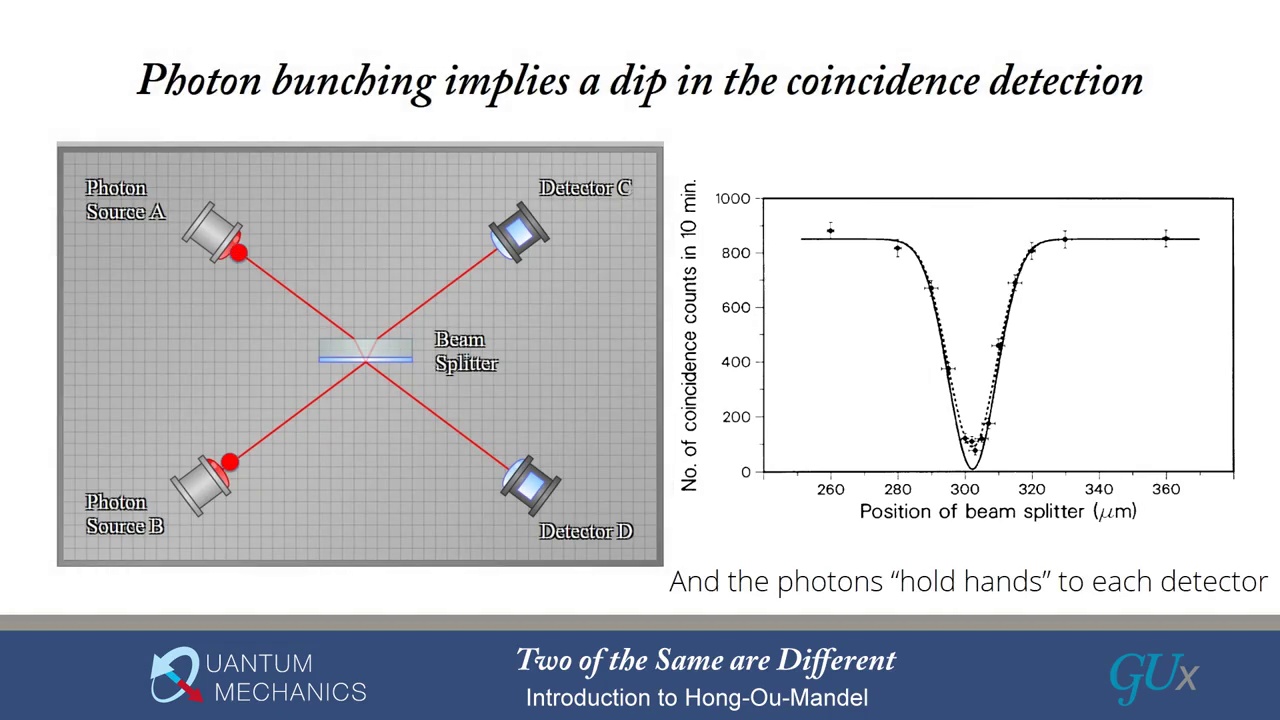 Photon bunching implies a dip in the coincidence detection
Photon
Source A
Detector C
Beam
Splitter
Photon
Source B
Detector D
No. of coincidence counts in 10 min.
1000
800
600
400
200
0
260 280 300 320 340 360
Position of beam splitter (μm)
And the photons “hold hands” to each detector
QUANTUM
MECHANICS
Two of the Same are Different
Introduction to Hong-Ou-Mandel
GUx